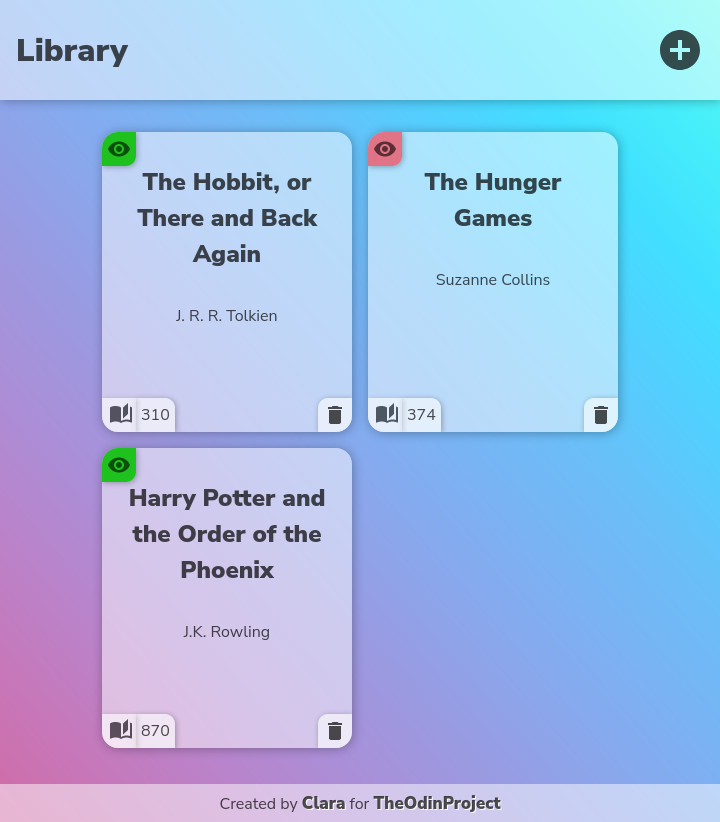 Library
The Hobbit, or
There and Back
Again
J. R. R. Tolkien
310
The Hunger
Games
Suzanne Collins
374
Harry Potter and
the Order of the
Phoenix
J.K. Rowling
870
Created by Clara for TheOdinProject